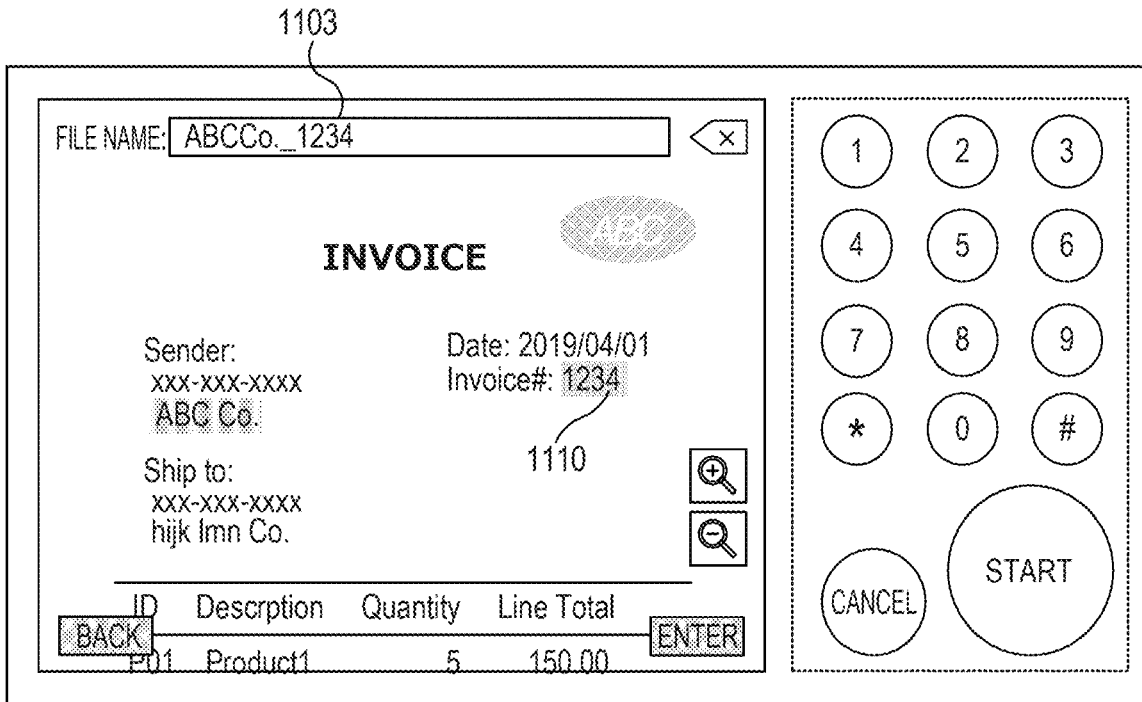 1103
FILE NAME: ABCCo._1234 ×
ABC
INVOICE
Sender:
xxx-xxx-xxxx
ABC Co.
Date: 2019/04/01
Invoice#: 1234
1110
Ship to:
xxx-xxx-xxxx
hijk lmn Co.
ID Descrption Quantity Line Total
BACK ENTER
P01 Product1 5 150.00
1 2 3
4 5 6
7 8 9
* 0 #
CANCEL START